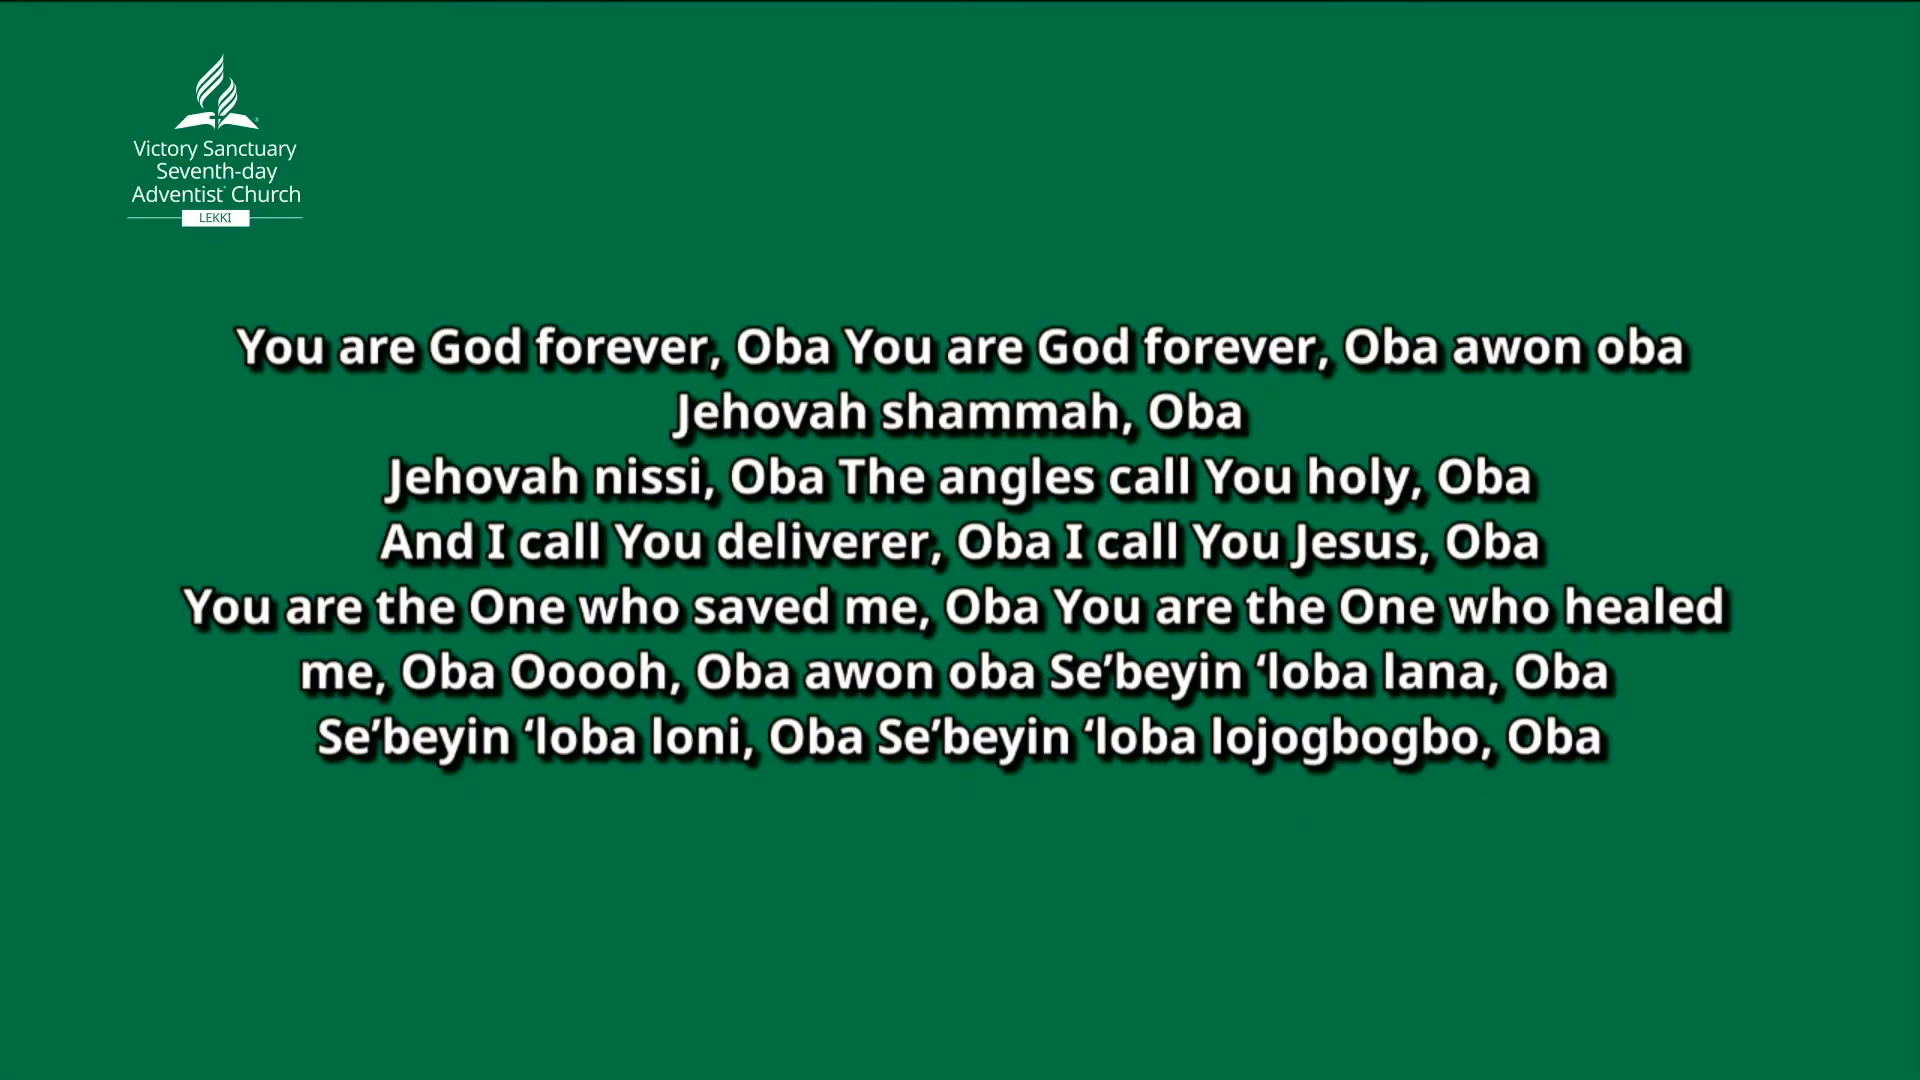 Victory Sanctuary
Seventh-day
Adventist Church
LEKKI
You are God forever, Oba You are God forever, Oba awon oba
Jehovah shammah, Oba
Jehovah nissi, Oba The angles call You holy, Oba
And I call You deliverer, Oba I call You Jesus, Oba
You are the One who saved me, Oba You are the One who healed
me, Oba Ooooh, Oba awon oba Se’beyin ‘loba lana, Oba
Se’beyin ‘loba loni, Oba Se’beyin ‘loba lojogbogbo, Oba